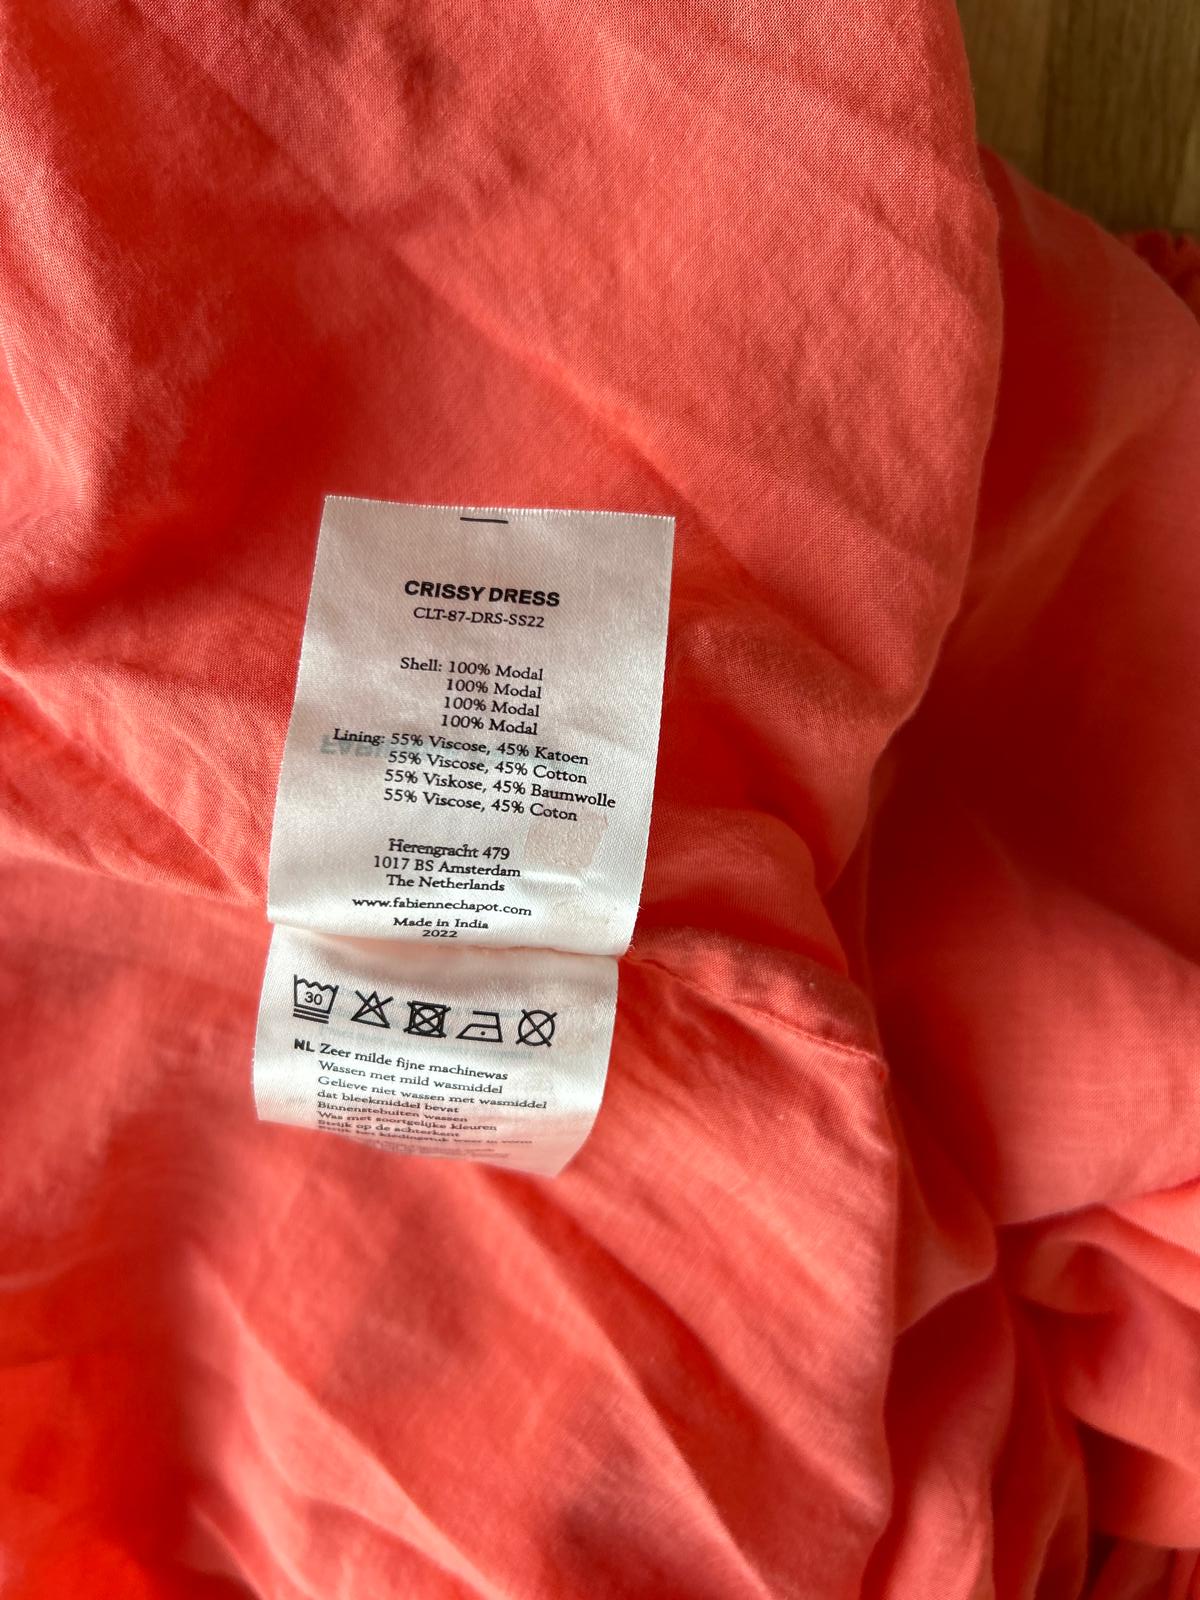 CRISSY DRESS
CLT-87-DRS-SS22
Shell: 100% Modal
100% Modal
100% Modal
100% Modal
Lining: 55% Viscose, 45% Katoen
55% Viscose, 45% Cotton
55% Viskose, 45% Baumwolle
55% Viscose, 45% Coton
Herengracht 479
1017 BS Amsterdam
The Netherlands
www.fabiennechapot.com
Made in India
2022
30
NL Zeer milde fijne machinewas
Wassen met mild wasmiddel
Gelieve niet wassen met wasmiddel
dat bleekmiddel bevat
Binnenstebuiten wassen
Was met soortgelijke kleuren
Strijk op de achterkant